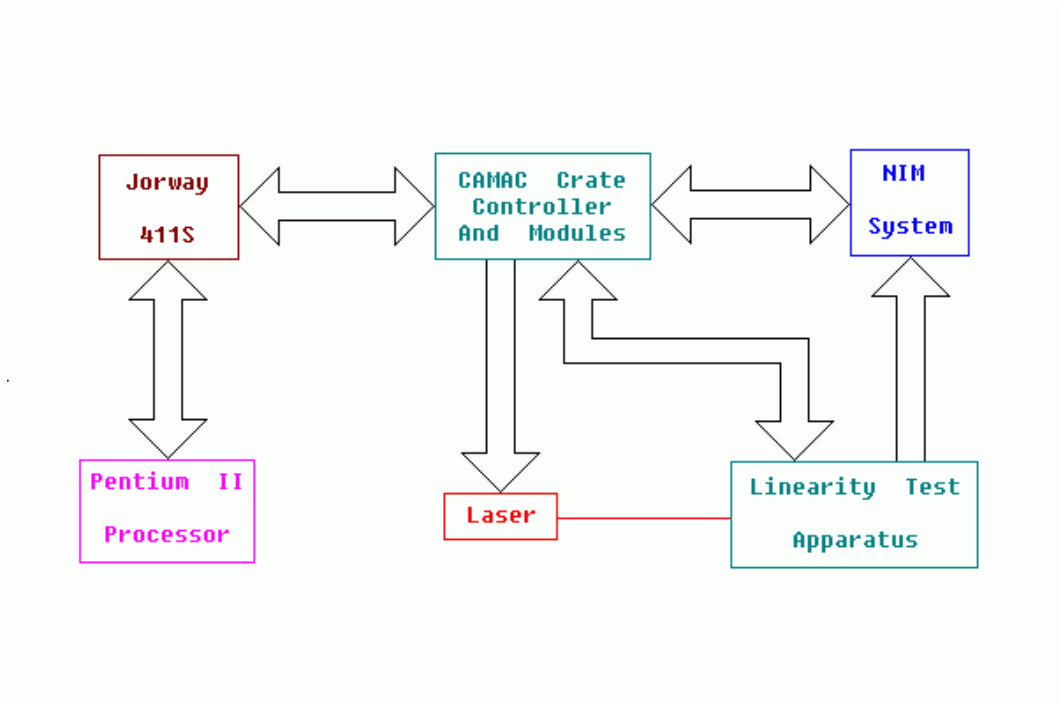 Jorway
411S
CAMAC Crate
Controller
And Modules
NIM
System
Pentium II
Processor
Laser
Linearity Test
Apparatus